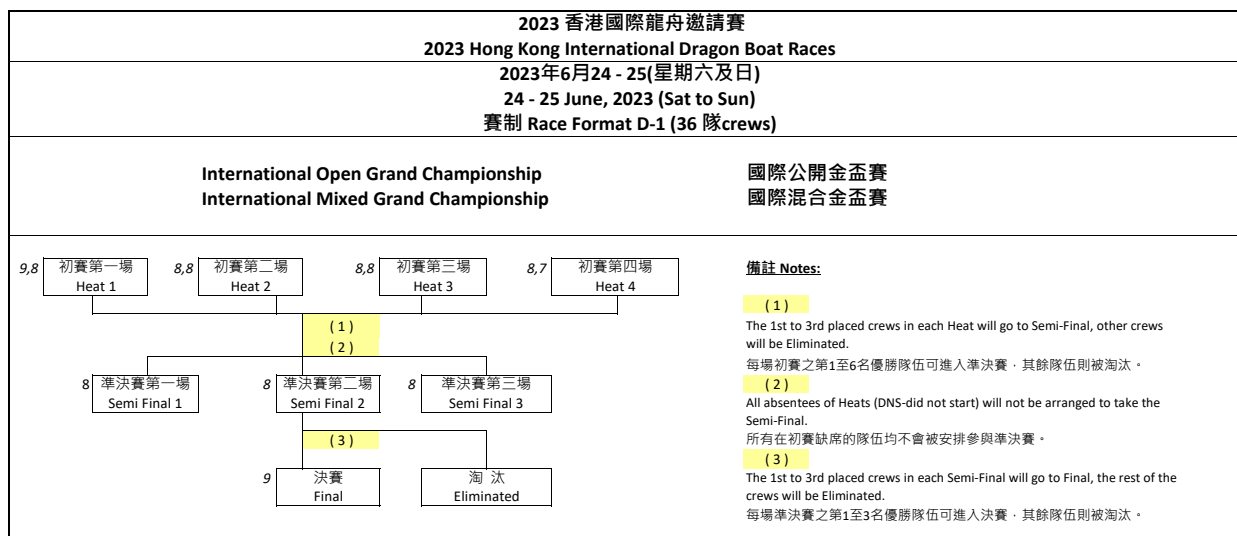 2023 香港國際龍舟邀請賽
2023 Hong Kong International Dragon Boat Races
2023年6月24 - 25(星期六及日)
24 - 25 June, 2023 (Sat to Sun)
賽制 Race Format D-1 (36 隊crews)
International Open Grand Championship 國際公開金盃賽
International Mixed Grand Championship 國際混合金盃賽
9,8 初賽第一場 8,8 初賽第二場 8,8 初賽第三場 8,7 初賽第四場
Heat 1 Heat 2 Heat 3 Heat 4
( 1 )
( 2 )
8 準決賽第一場 8 準決賽第二場 8 準決賽第三場
Semi Final 1 Semi Final 2 Semi Final 3
( 3 )
9 決賽 淘 汰
Final Eliminated
備註 Notes:
( 1 )
The 1st to 3rd placed crews in each Heat will go to Semi-Final, other crews
will be Eliminated.
每場初賽之第1至6名優勝隊伍可進入準決賽，其餘隊伍則被淘汰。
( 2 )
All absentees of Heats (DNS-did not start) will not be arranged to take the
Semi-Final.
所有在初賽缺席的隊伍均不會被安排參與準決賽。
( 3 )
The 1st to 3rd placed crews in each Semi-Final will go to Final, the rest of the
crews will be Eliminated.
每場準決賽之第1至3名優勝隊伍可進入決賽，其餘隊伍則被淘汰。